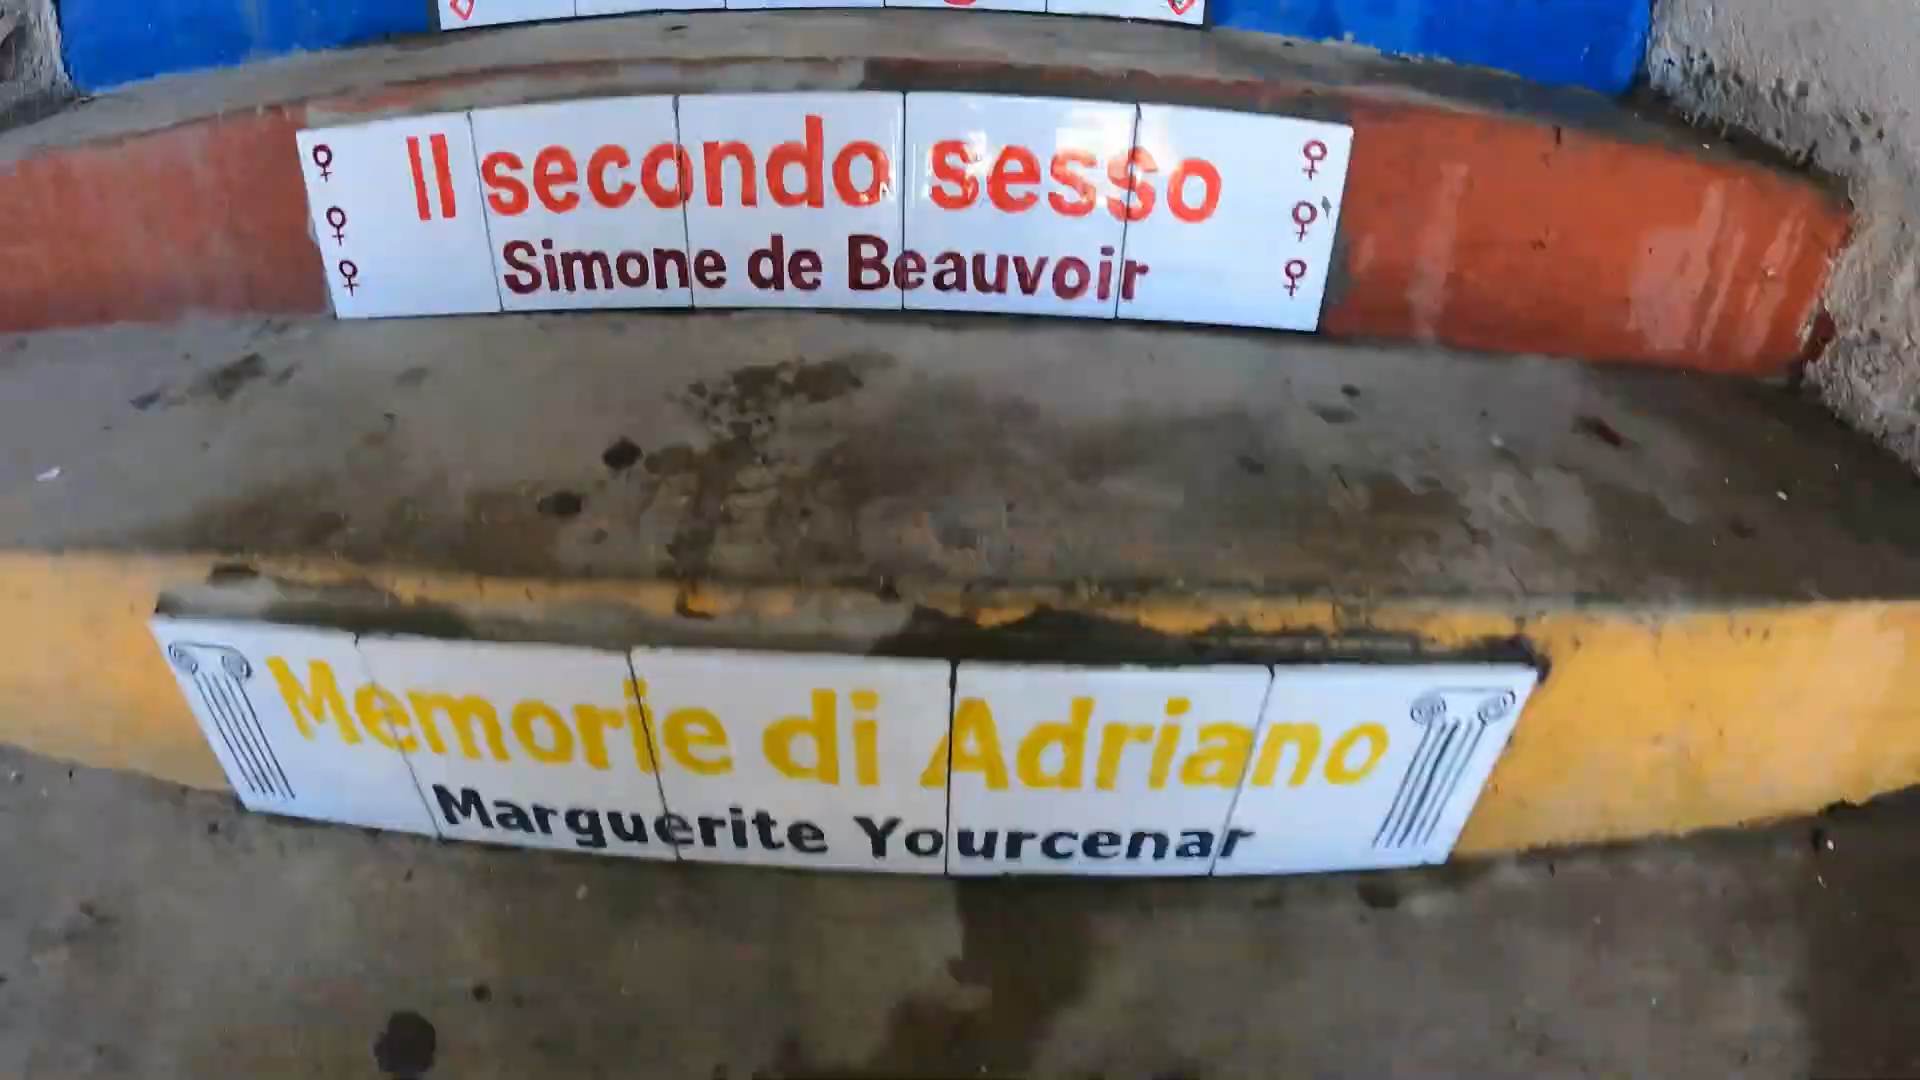 Il secondo sesso
Simone de Beauvoir
Memorie di Adriano
Marguerite Yourcenar